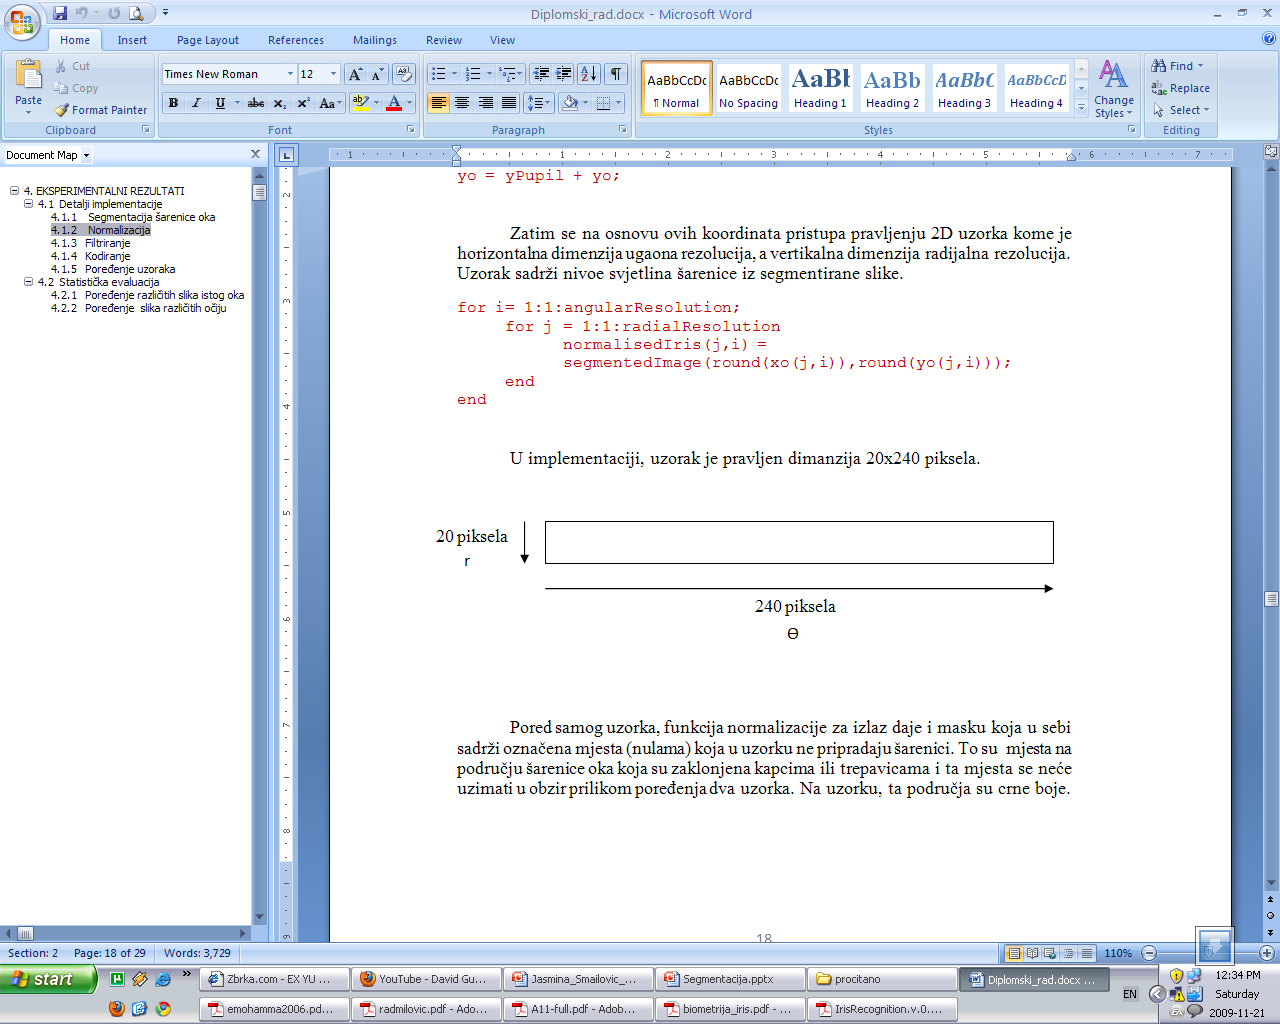 Diplomski_rad.docx - Microsoft Word
Home Insert Page Layout References Mailings Review View
Paste
Cut
Copy
Format Painter
Clipboard
Times New Roman 12
Font
Paragraph
AaBbCcDc AaBbCcDc AaBbC AaBbCc AaBbCc AaBbCcD
¶ Normal No Spacing Heading 1 Heading 2 Heading 3 Heading 4
Change Styles
Styles
Find
Replace
Select
Editing
Document Map
4. EKSPERIMENTALNI REZULTATI
4.1 Detalji implementacije
4.1.1 Segmentacija šarenice oka
4.1.2 Normalizacija
4.1.3 Filtriranje
4.1.4 Kodiranje
4.1.5 Poređenje uzoraka
4.2 Statistička evaluacija
4.2.1 Poređenje različitih slika istog oka
4.2.2 Poređenje slika različitih očiju
yo = yPupil + yo;
Zatim se na osnovu ovih koordinata pristupa pravljenju 2D uzorka kome je
horizontalna dimenzija ugaona rezolucija, a vertikalna dimenzija radijalna rezolucija.
Uzorak sadrži nivoe svjetlina šarenice iz segmentirane slike.
for i= 1:1:angularResolution;
for j = 1:1:radialResolution
normalisedIris(j,i) =
segmentedImage(round(xo(j,i)),round(yo(j,i)));
end
end
U implementaciji, uzorak je pravljen dimanzija 20x240 piksela.
20 piksela
r
240 piksela
Θ
Pored samog uzorka, funkcija normalizacije za izlaz daje i masku koja u sebi
sadrži označena mjesta (nulama) koja u uzorku ne pripradaju šarenici. To su mjesta na
području šarenice oka koja su zaklonjena kapcima ili trepavicama i ta mjesta se neće
uzimati u obzir prilikom poređenja dva uzorka. Na uzorku, ta područja su crne boje.
18
Section: 2 Page: 18 of 29 Words: 3,729 110%
start
Zbrka.com - EX YU ... YouTube - David Gu... Jasmina_Smailovic_... Segmentacija.pptx procitano Diplomski_rad.docx ...
emohamma2006.pd... radmilovic.pdf - Ado... A11-full.pdf - Adob... biometrija_iris.pdf - ... IrisRecognition.v.0....
EN
12:34 PM
Saturday
2009-11-21